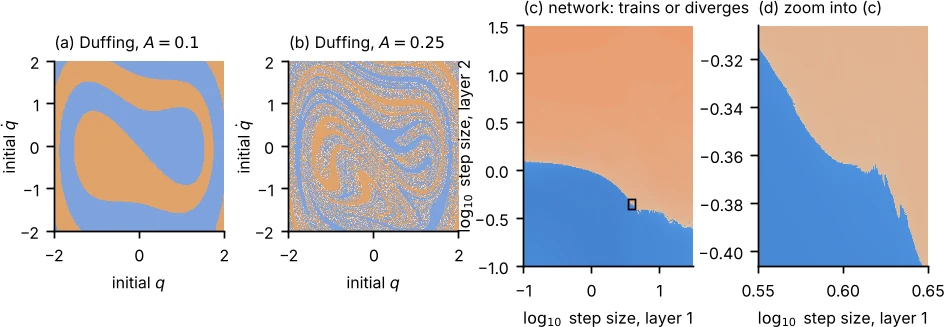 (c) network: trains or diverges (d) zoom into (c)
(a) Duffing, A = 0.1
(b) Duffing, A = 0.25
initial q̇
2
1
0
−1
−2
−2 0 2
initial q
initial q̇
2
1
0
−1
−2
−2 0 2
initial q
log₁₀ step size, layer 2
1.5
1.0
0.5
0.0
−0.5
−1.0
−1 0 1
log₁₀ step size, layer 1
−0.32
−0.34
−0.36
−0.38
−0.40
0.55 0.60 0.65
log₁₀ step size, layer 1